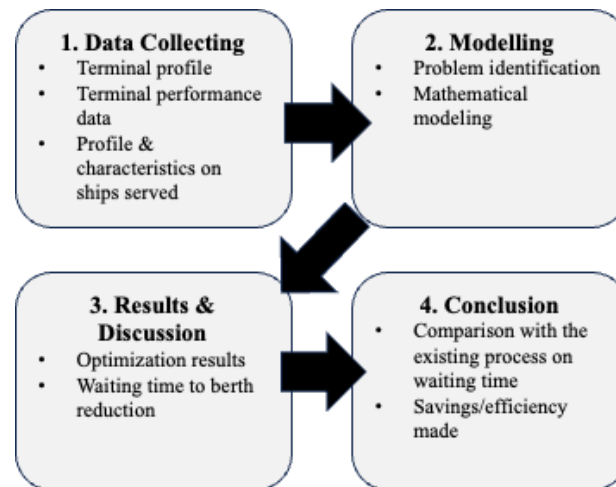 1. Data Collecting
• Terminal profile
• Terminal performance
data
• Profile &
characteristics on
ships served
2. Modelling
• Problem identification
• Mathematical
modeling
3. Results &
Discussion
• Optimization results
• Waiting time to berth
reduction
4. Conclusion
• Comparison with the
existing process on
waiting time
• Savings/efficiency
made